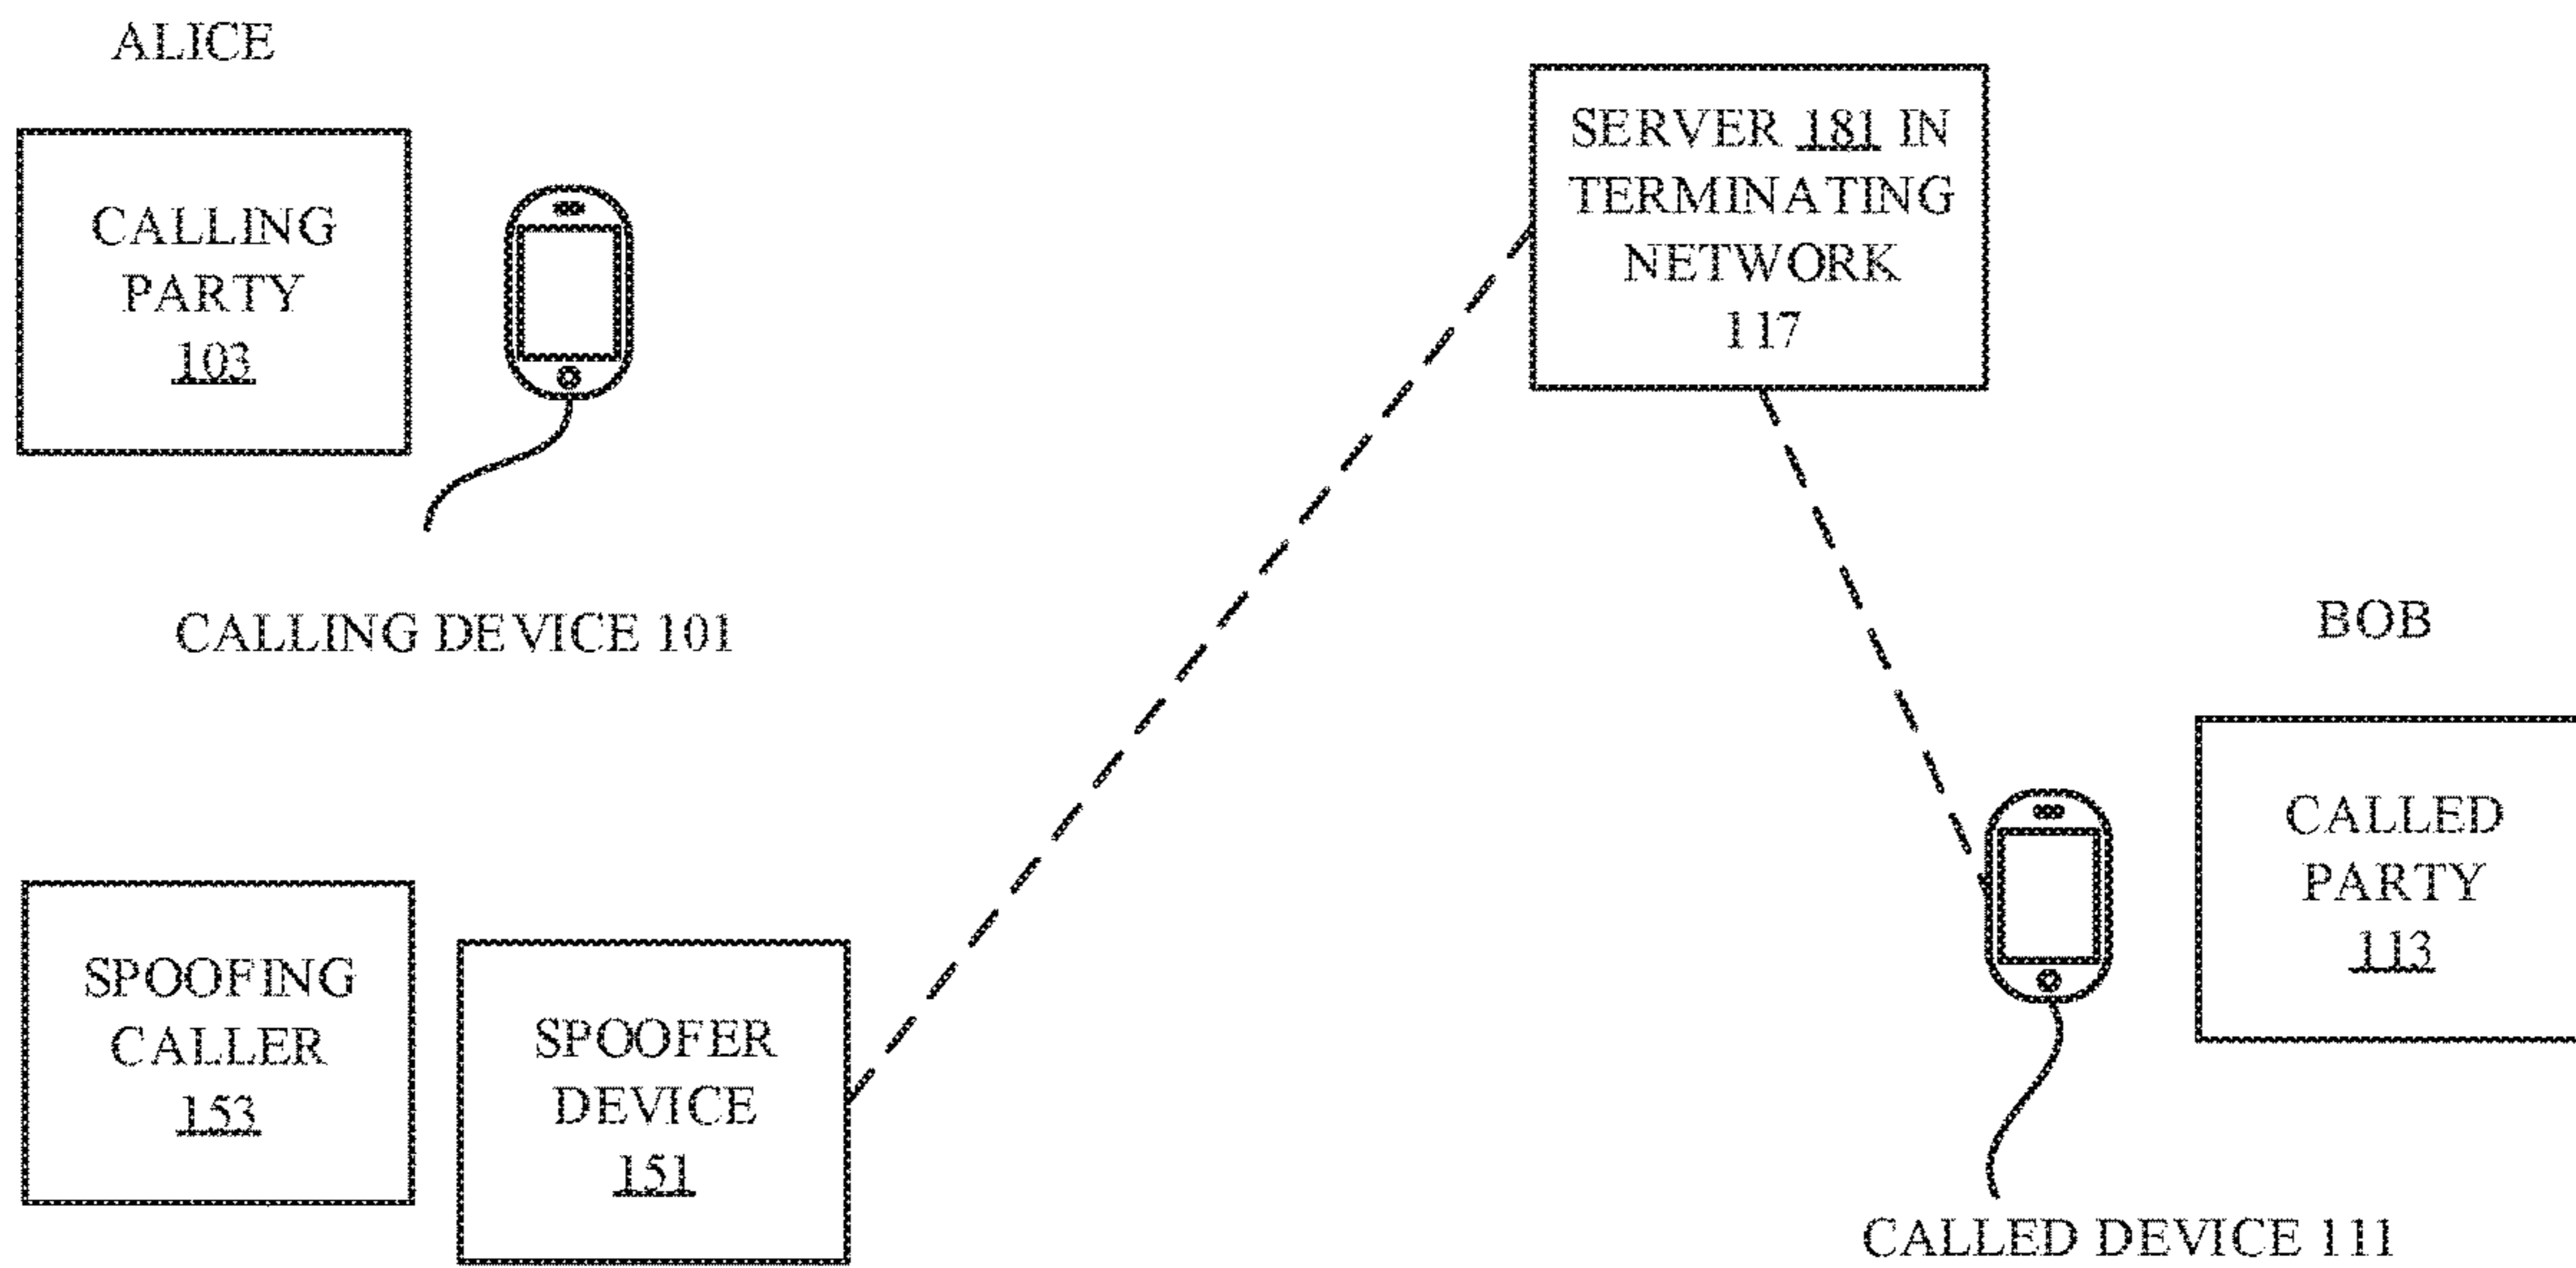 ALICE
CALLING
PARTY
103
CALLING DEVICE 101
SERVER 181 IN
TERMINATING
NETWORK
117
SPOOFING
CALLER
153
SPOOFER
DEVICE
151
BOB
CALLED
PARTY
113
CALLED DEVICE 111